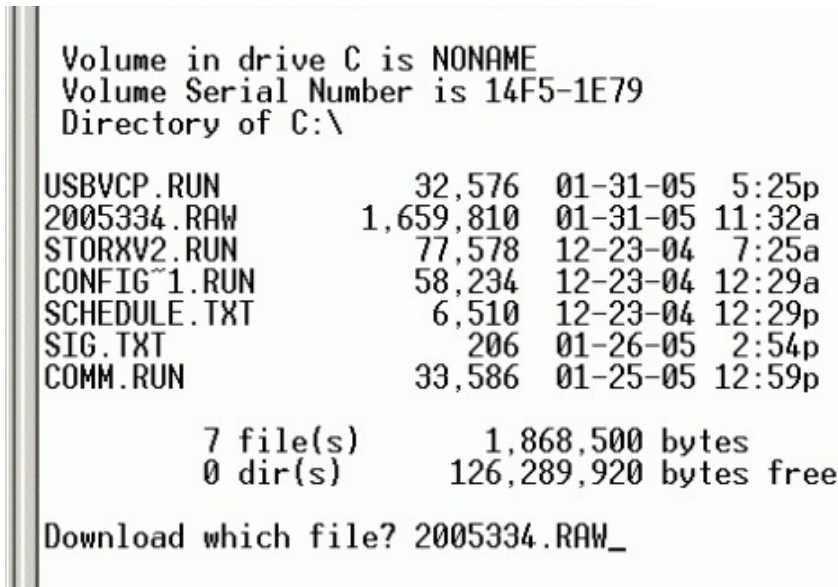 Volume in drive C is NONAME
Volume Serial Number is 14F5-1E79
Directory of C:\
USBVCP.RUN 32,576 01-31-05 5:25p
2005334.RAW 1,659,810 01-31-05 11:32a
STORXV2.RUN 77,578 12-23-04 7:25a
CONFIG~1.RUN 58,234 12-23-04 12:29a
SCHEDULE.TXT 6,510 12-23-04 12:29p
SIG.TXT 206 01-26-05 2:54p
COMM.RUN 33,586 01-25-05 12:59p
7 file(s) 1,868,500 bytes
0 dir(s) 126,289,920 bytes free
Download which file? 2005334.RAW_